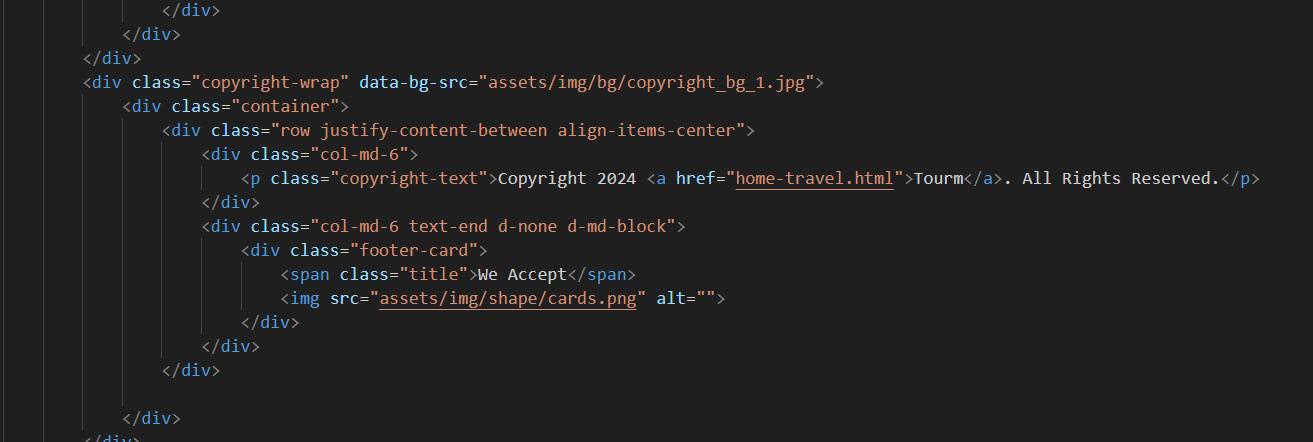 </div>
</div>
</div>
<div class="copyright-wrap" data-bg-src="assets/img/bg/copyright_bg_1.jpg">
<div class="container">
<div class="row justify-content-between align-items-center">
<div class="col-md-6">
<p class="copyright-text">Copyright 2024 <a href="home-travel.html">Tourm</a>. All Rights Reserved.</p>
</div>
<div class="col-md-6 text-end d-none d-md-block">
<div class="footer-card">
<span class="title">We Accept</span>
<img src="assets/img/shape/cards.png" alt="">
</div>
</div>
</div>
</div>
</div>